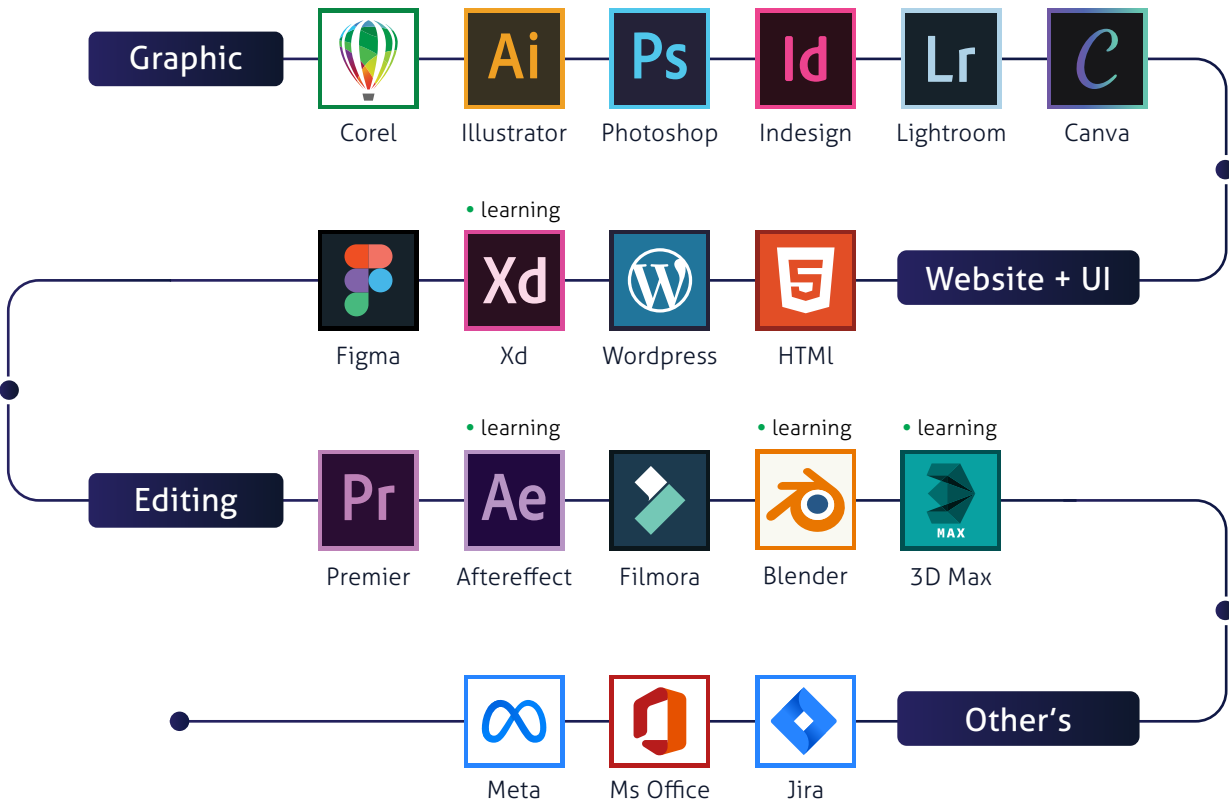 Graphic
Ai
Ps
Id
Lr
C
Corel
Illustrator
Photoshop
Indesign
Lightroom
Canva
• learning
Xd
W
5
Website + UI
Figma
Xd
Wordpress
HTMl
• learning
• learning
• learning
Editing
Pr
Ae
MAX
Premier
Aftereffect
Filmora
Blender
3D Max
Other's
Meta
Ms Office
Jira